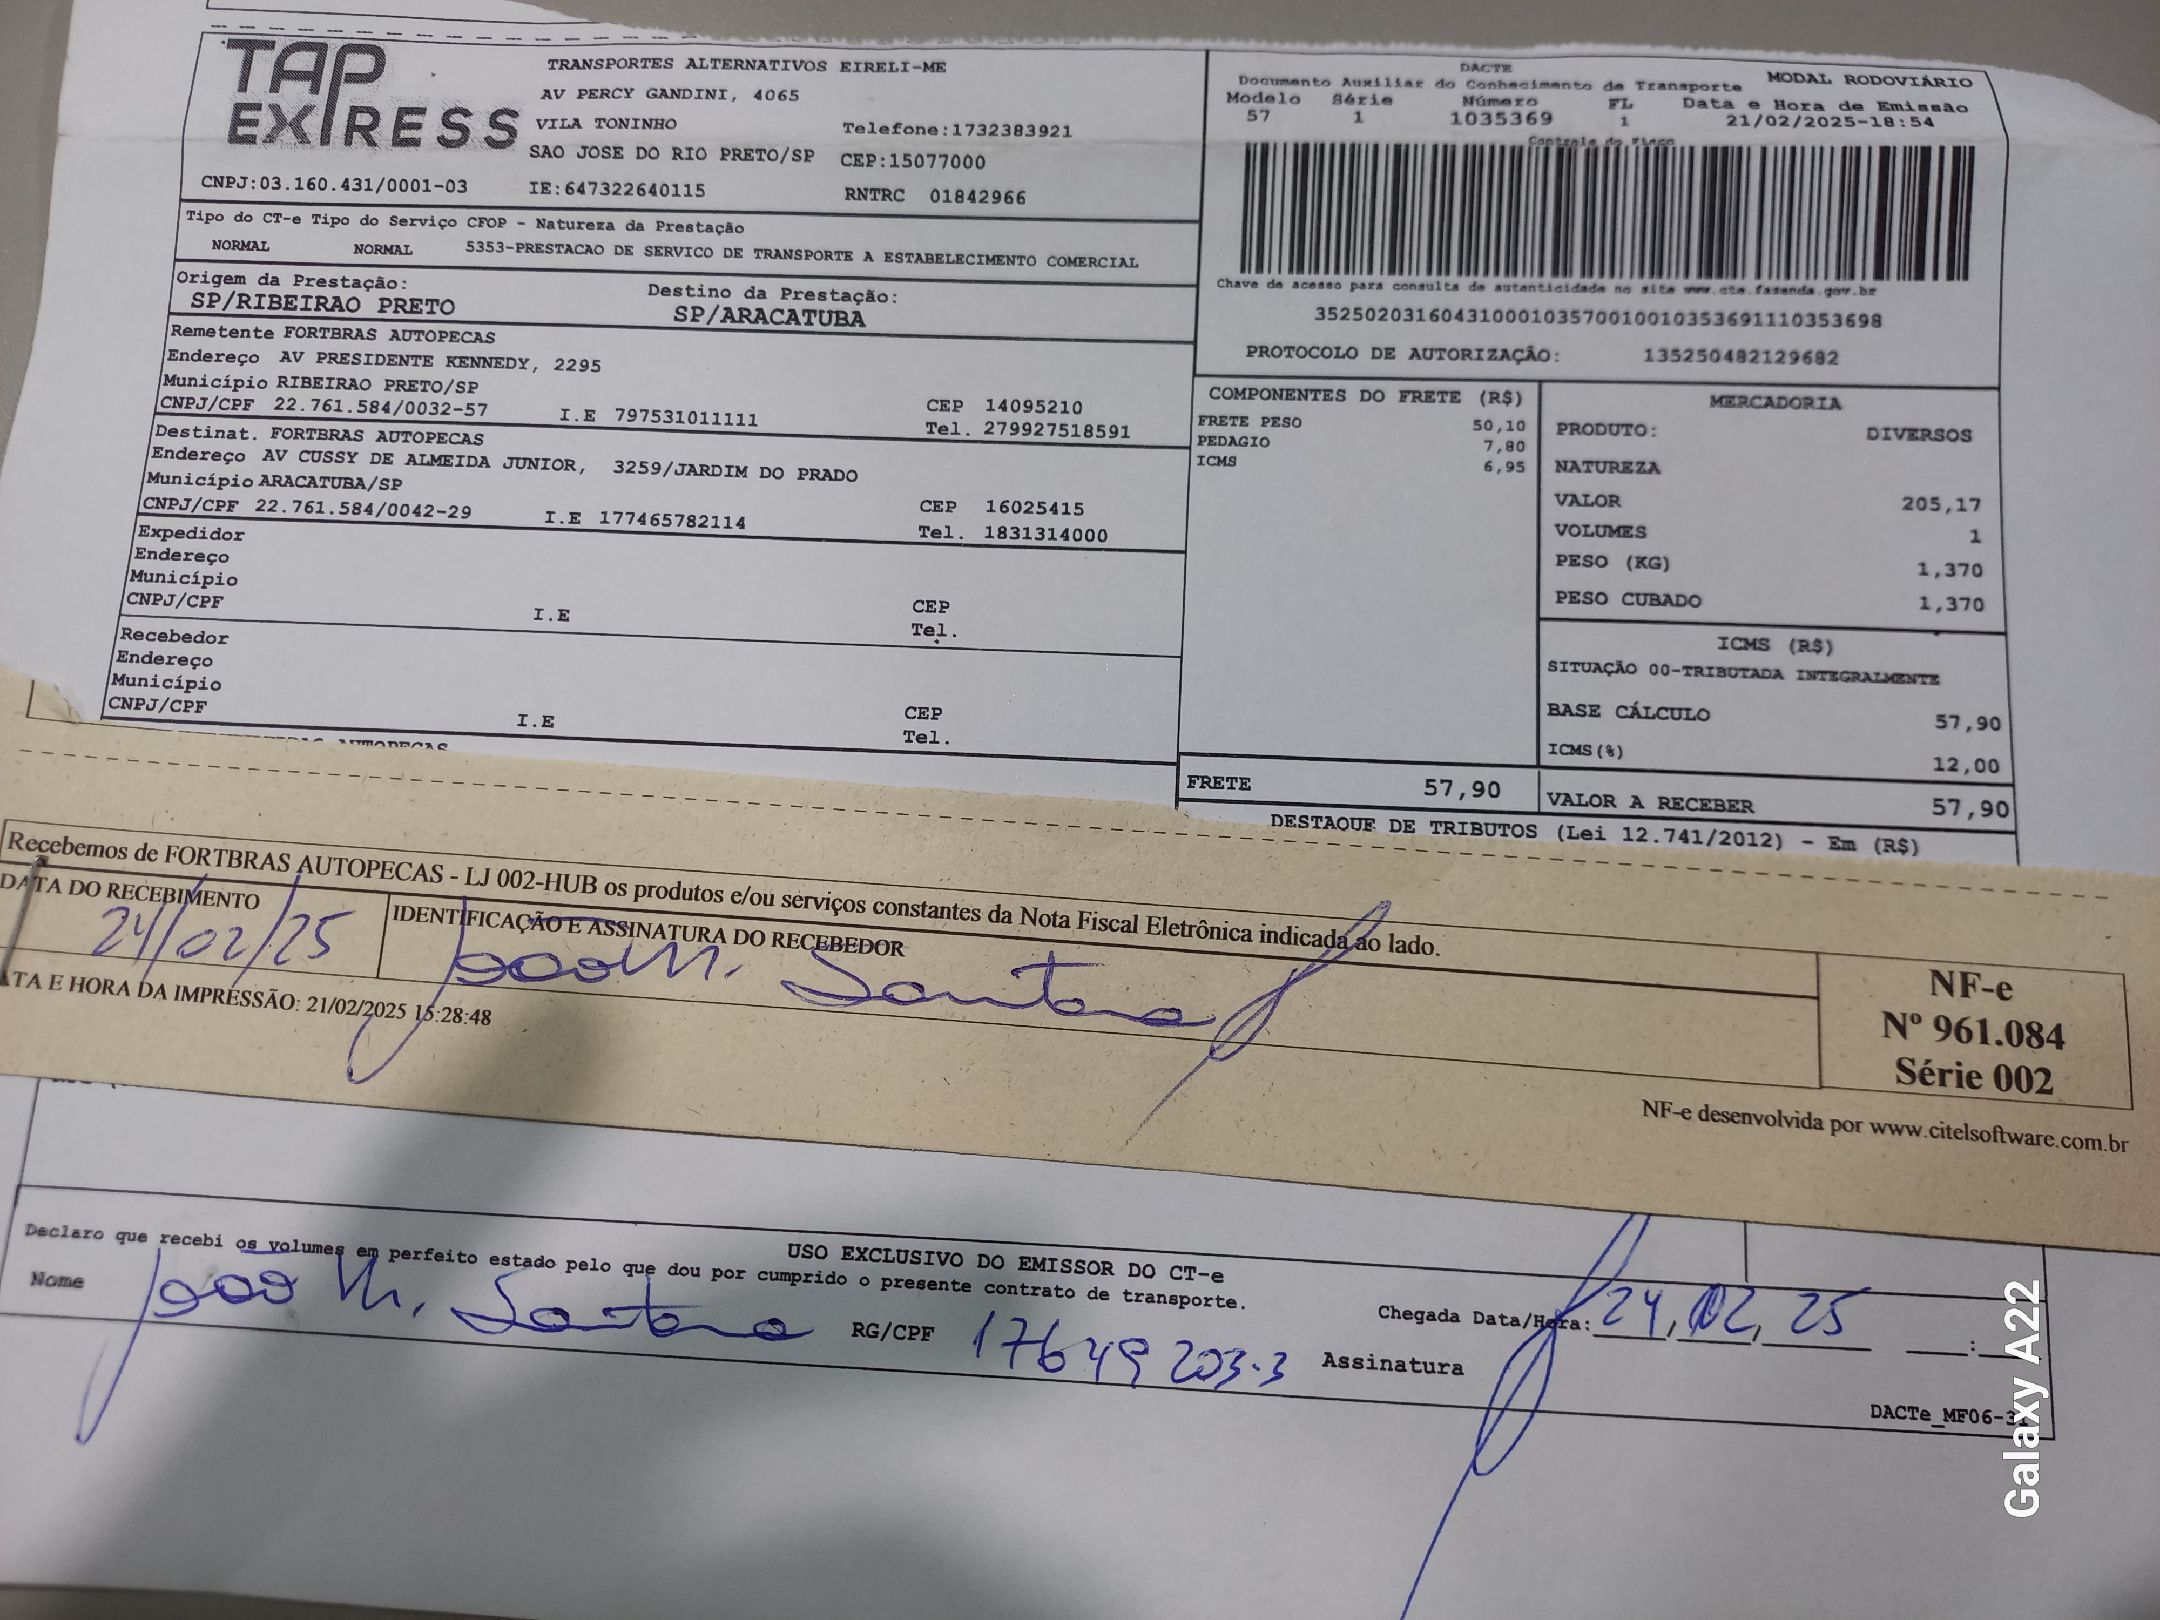 TAP EXPRESS
TRANSPORTES ALTERNATIVOS EIRELI-ME
AV PERCY GANDINI, 4065
VILA TONINHO Telefone:1732383921
SAO JOSE DO RIO PRETO/SP CEP:15077000
CNPJ:03.160.431/0001-03 IE:647322640115 RNTRC 01842966
DACTE
Documento Auxiliar do Conhecimento de Transporte MODAL RODOVIÁRIO
Modelo Série Número FL Data e Hora de Emissão
57 1 1035369 1 21/02/2025-18:54
Controle do Fisco
Chave de acesso para consulta de autenticidade no site www.cte.fazenda.gov.br
35250203160431000103570010010353691110353698
PROTOCOLO DE AUTORIZAÇÃO: 135250482129682
Tipo do CT-e Tipo do Serviço CFOP - Natureza da Prestação
NORMAL NORMAL 5353-PRESTACAO DE SERVICO DE TRANSPORTE A ESTABELECIMENTO COMERCIAL
Origem da Prestação: Destino da Prestação:
SP/RIBEIRAO PRETO SP/ARACATUBA
Remetente FORTBRAS AUTOPECAS
Endereço AV PRESIDENTE KENNEDY, 2295
Município RIBEIRAO PRETO/SP CEP 14095210
CNPJ/CPF 22.761.584/0032-57 I.E 797531011111 Tel. 279927518591
Destinat. FORTBRAS AUTOPECAS
Endereço AV CUSSY DE ALMEIDA JUNIOR, 3259/JARDIM DO PRADO
Município ARACATUBA/SP CEP 16025415
CNPJ/CPF 22.761.584/0042-29 I.E 177465782114 Tel. 1831314000
Expedidor
Endereço
Município CEP
CNPJ/CPF I.E Tel.
Recebedor
Endereço
Município CEP
CNPJ/CPF I.E Tel.
AUTOPECAS
COMPONENTES DO FRETE (R$)
FRETE PESO 50,10
PEDAGIO 7,80
ICMS 6,95
FRETE 57,90
MERCADORIA
PRODUTO: DIVERSOS
NATUREZA
VALOR 205,17
VOLUMES 1
PESO (KG) 1,370
PESO CUBADO 1,370
ICMS (R$)
SITUAÇÃO 00-TRIBUTADA INTEGRALMENTE
BASE CÁLCULO 57,90
ICMS(%) 12,00
VALOR A RECEBER 57,90
DESTAQUE DE TRIBUTOS (Lei 12.741/2012) - Em (R$)
Recebemos de FORTBRAS AUTOPECAS - LJ 002-HUB os produtos e/ou serviços constantes da Nota Fiscal Eletrônica indicada ao lado.
DATA DO RECEBIMENTO IDENTIFICAÇÃO E ASSINATURA DO RECEBEDOR
24/02/25 João M. Santana
ATA E HORA DA IMPRESSÃO: 21/02/2025 15:28:48
NF-e
Nº 961.084
Série 002
NF-e desenvolvida por www.citelsoftware.com.br
USO EXCLUSIVO DO EMISSOR DO CT-e
Declaro que recebi os volumes em perfeito estado pelo que dou por cumprido o presente contrato de transporte.
Nome João M. Santana RG/CPF 17649203-3 Assinatura
Chegada Data/Hora: 24, 02, 25 :
DACTe_MF06-
Galaxy A22